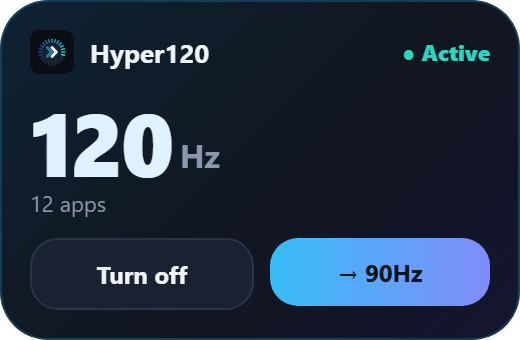 Hyper120
● Active
120 Hz
12 apps
Turn off
→ 90Hz